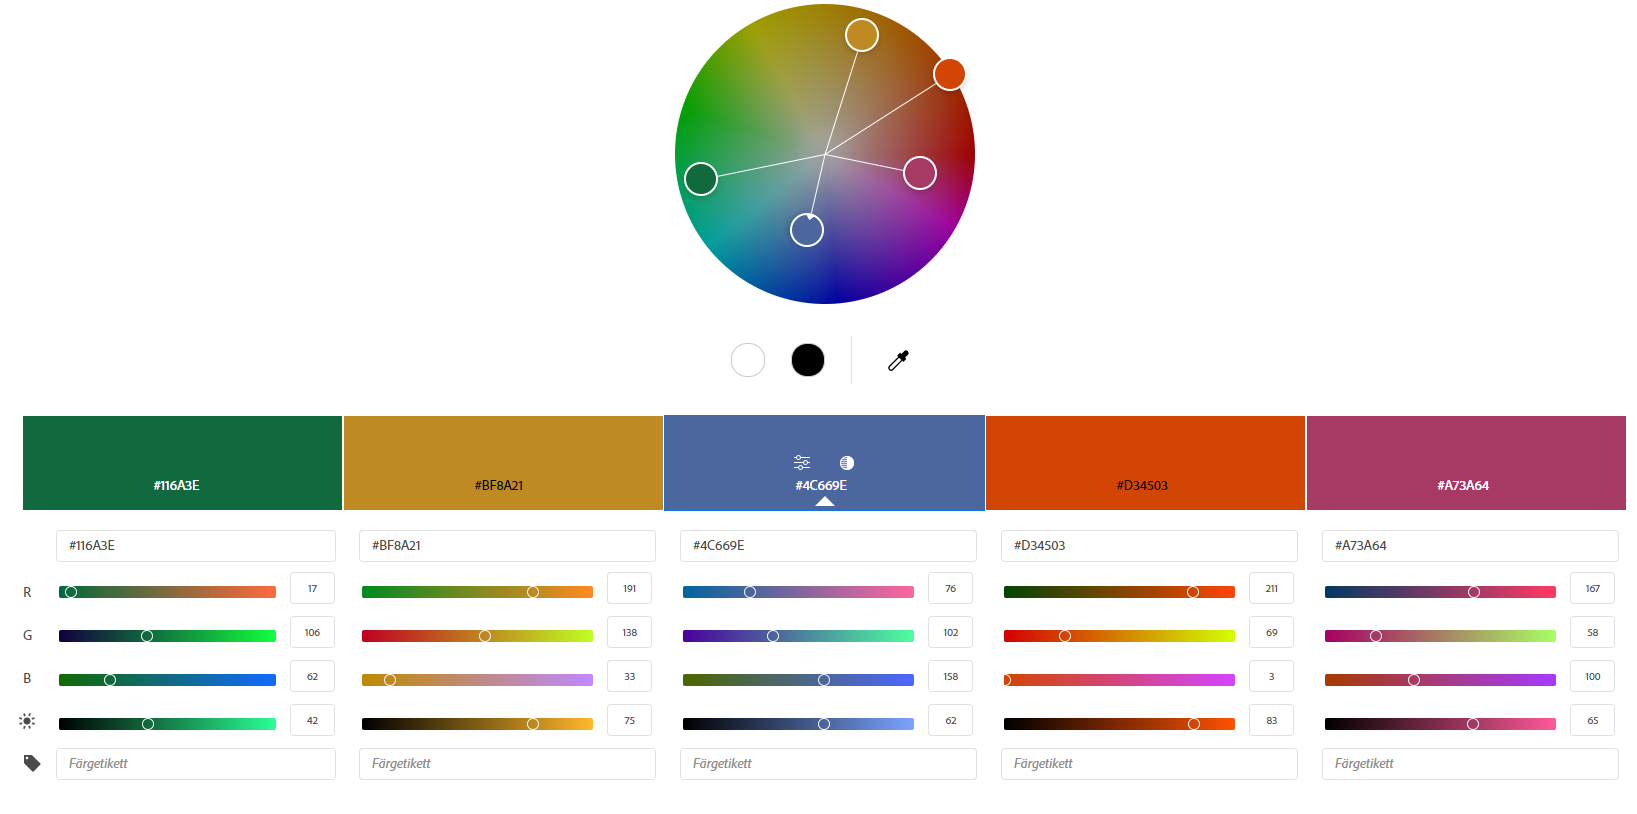 #116A3E #BF8A21 #4C669E #D34503 #A73A64
#116A3E #BF8A21 #4C669E #D34503 #A73A64
R 17 191 76 211 167
G 106 138 102 69 58
B 62 33 158 3 100
42 75 62 83 65
Färgetikett Färgetikett Färgetikett Färgetikett Färgetikett